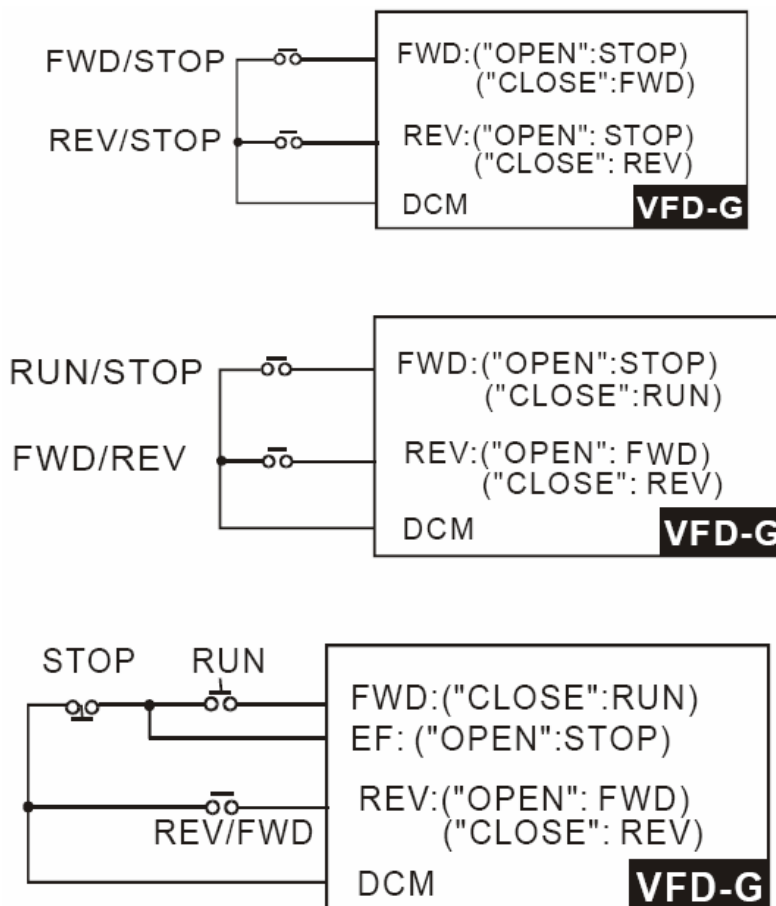 FWD/STOP
FWD:("OPEN":STOP)
("CLOSE":FWD)
REV/STOP
REV:("OPEN": STOP)
("CLOSE": REV)
DCM
VFD-G
RUN/STOP
FWD:("OPEN":STOP)
("CLOSE":RUN)
FWD/REV
REV:("OPEN": FWD)
("CLOSE": REV)
DCM
VFD-G
STOP
RUN
FWD:("CLOSE":RUN)
EF: ("OPEN":STOP)
REV/FWD
REV:("OPEN": FWD)
("CLOSE": REV)
DCM
VFD-G